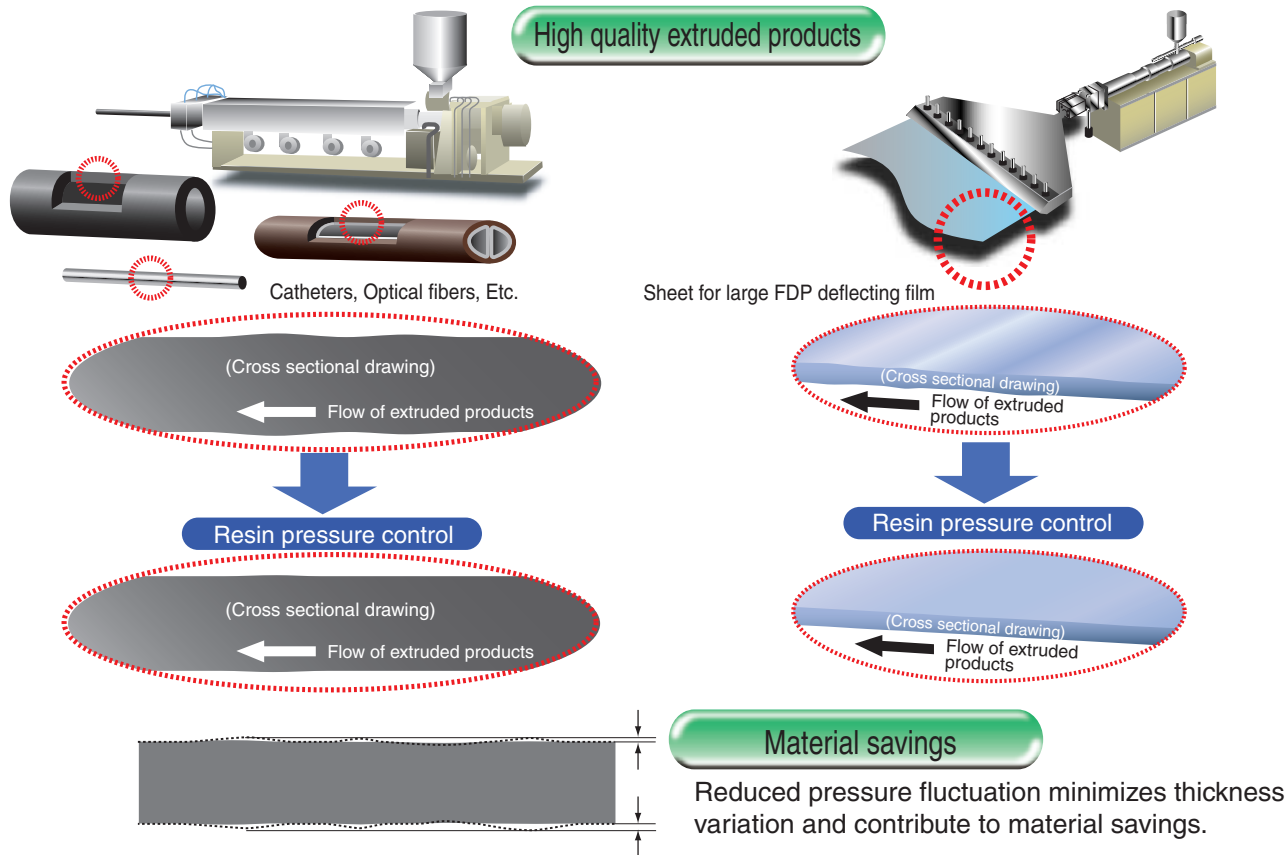 High quality extruded products
Catheters, Optical fibers, Etc.
Sheet for large FDP deflecting film
(Cross sectional drawing)
Flow of extruded products
(Cross sectional drawing)
Flow of extruded
products
Resin pressure control
Resin pressure control
(Cross sectional drawing)
Flow of extruded products
(Cross sectional drawing)
Flow of extruded
products
Material savings
Reduced pressure fluctuation minimizes thickness
variation and contribute to material savings.